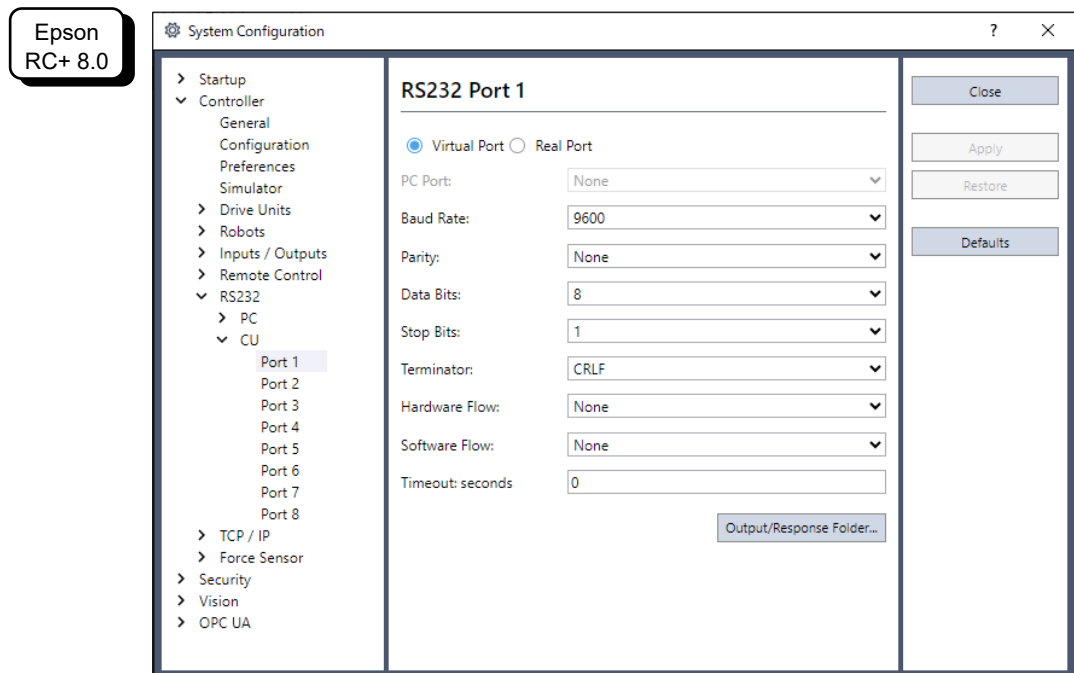 Epson
RC+ 8.0
System Configuration
?
Startup
Controller
General
Configuration
Preferences
Simulator
Drive Units
Robots
Inputs / Outputs
Remote Control
RS232
PC
CU
Port 1
Port 2
Port 3
Port 4
Port 5
Port 6
Port 7
Port 8
TCP / IP
Force Sensor
Security
Vision
OPC UA
RS232 Port 1
Virtual Port Real Port
PC Port: None
Baud Rate: 9600
Parity: None
Data Bits: 8
Stop Bits: 1
Terminator: CRLF
Hardware Flow: None
Software Flow: None
Timeout: seconds 0
Output/Response Folder...
Close
Apply
Restore
Defaults